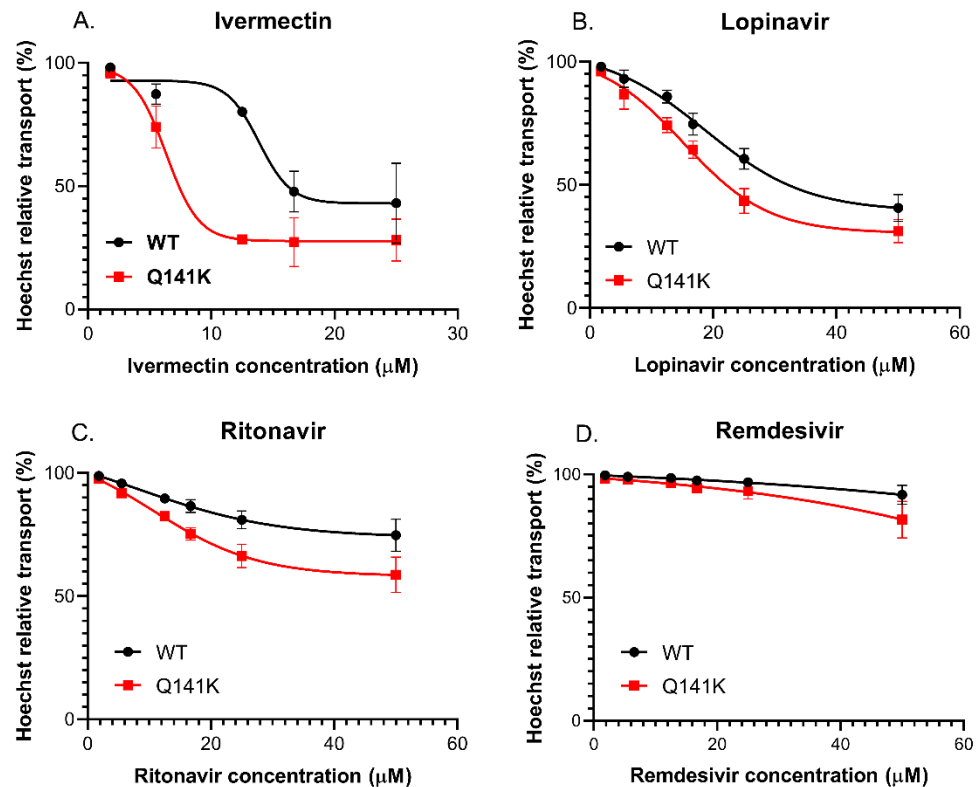 A.
Ivermectin
Hoechst relative transport (%)
100
50
0
WT
Q141K
0
10
20
30
Ivermectin concentration (μM)
B.
Lopinavir
Hoechst relative transport (%)
100
50
0
WT
Q141K
0
20
40
60
Lopinavir concentration (μM)
C.
Ritonavir
Hoechst relative transport (%)
100
50
0
WT
Q141K
0
20
40
60
Ritonavir concentration (μM)
D.
Remdesivir
Hoechst relative transport (%)
100
50
0
WT
Q141K
0
20
40
60
Remdesivir concentration (μM)